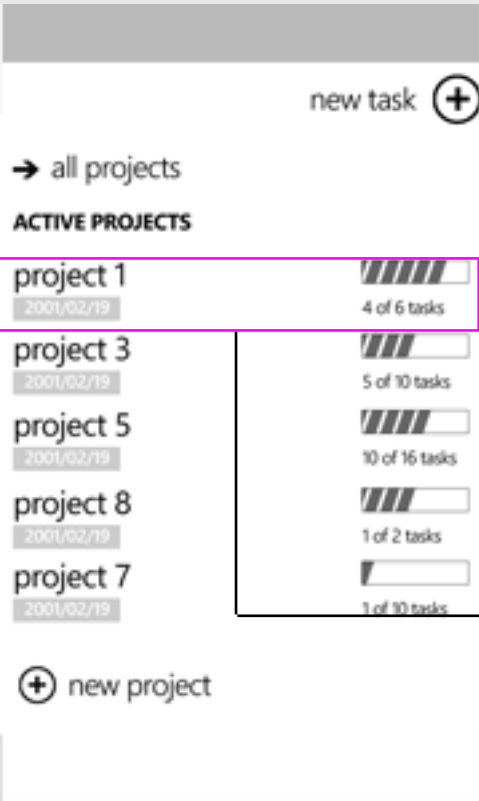 new task
all projects
ACTIVE PROJECTS
project 1
2001/02/19
4 of 6 tasks
project 3
2001/02/19
5 of 10 tasks
project 5
2001/02/19
10 of 16 tasks
project 8
2001/02/19
1 of 2 tasks
project 7
2001/02/19
1 of 10 tasks
new project